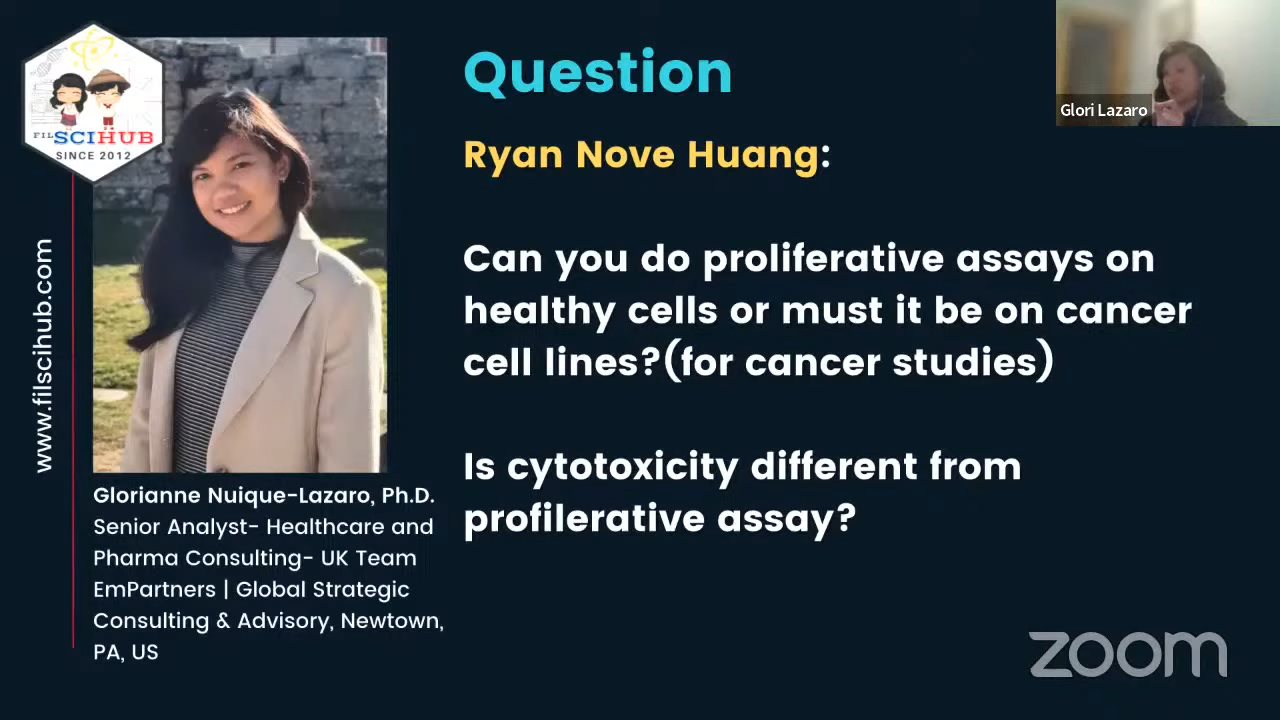 FIL SCIHUB
SINCE 2012
www.filscihub.com
Glorianne Nuique-Lazaro, Ph.D.
Senior Analyst- Healthcare and
Pharma Consulting- UK Team
EmPartners | Global Strategic
Consulting & Advisory, Newtown,
PA, US
Question
Ryan Nove Huang:
Can you do proliferative assays on
healthy cells or must it be on cancer
cell lines?(for cancer studies)
Is cytotoxicity different from
profilerative assay?
Glori Lazaro
zoom